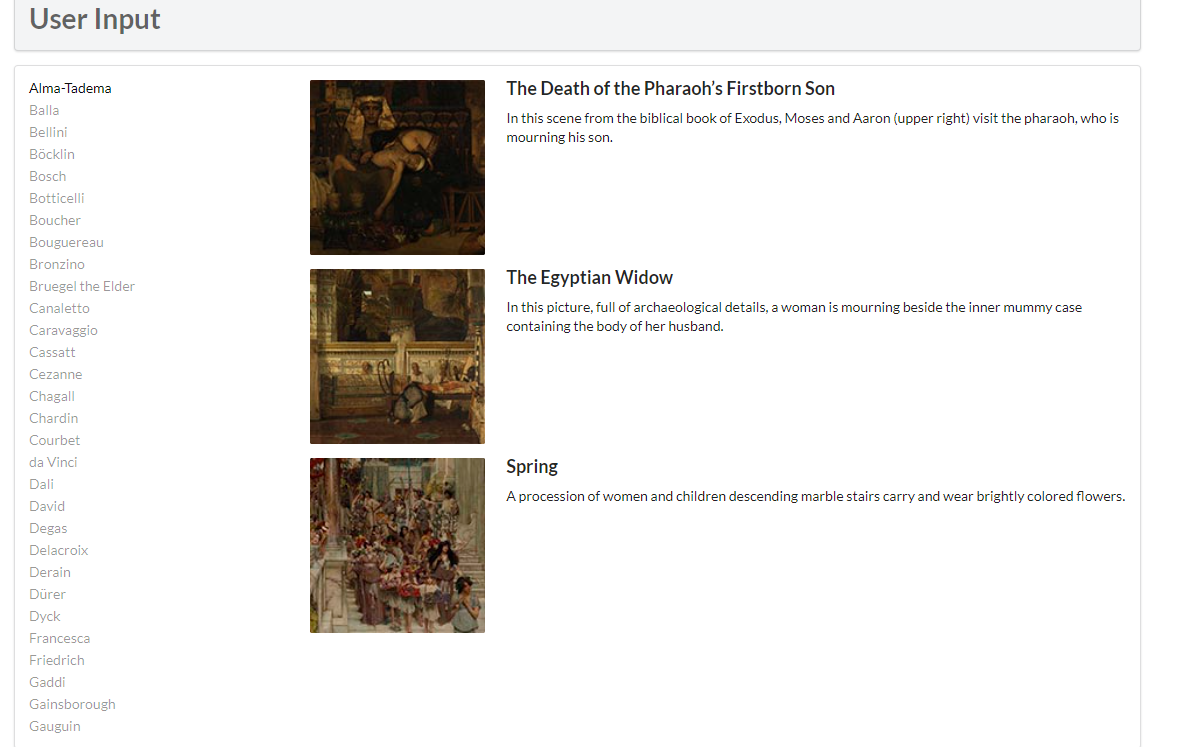 User Input
Alma-Tadema
Balla
Bellini
Böcklin
Bosch
Botticelli
Boucher
Bouguereau
Bronzino
Bruegel the Elder
Canaletto
Caravaggio
Cassatt
Cezanne
Chagall
Chardin
Courbet
da Vinci
Dali
David
Degas
Delacroix
Derain
Dürer
Dyck
Francesca
Friedrich
Gaddi
Gainsborough
Gauguin
The Death of the Pharaoh’s Firstborn Son
In this scene from the biblical book of Exodus, Moses and Aaron (upper right) visit the pharaoh, who is
mourning his son.
The Egyptian Widow
In this picture, full of archaeological details, a woman is mourning beside the inner mummy case
containing the body of her husband.
Spring
A procession of women and children descending marble stairs carry and wear brightly colored flowers.